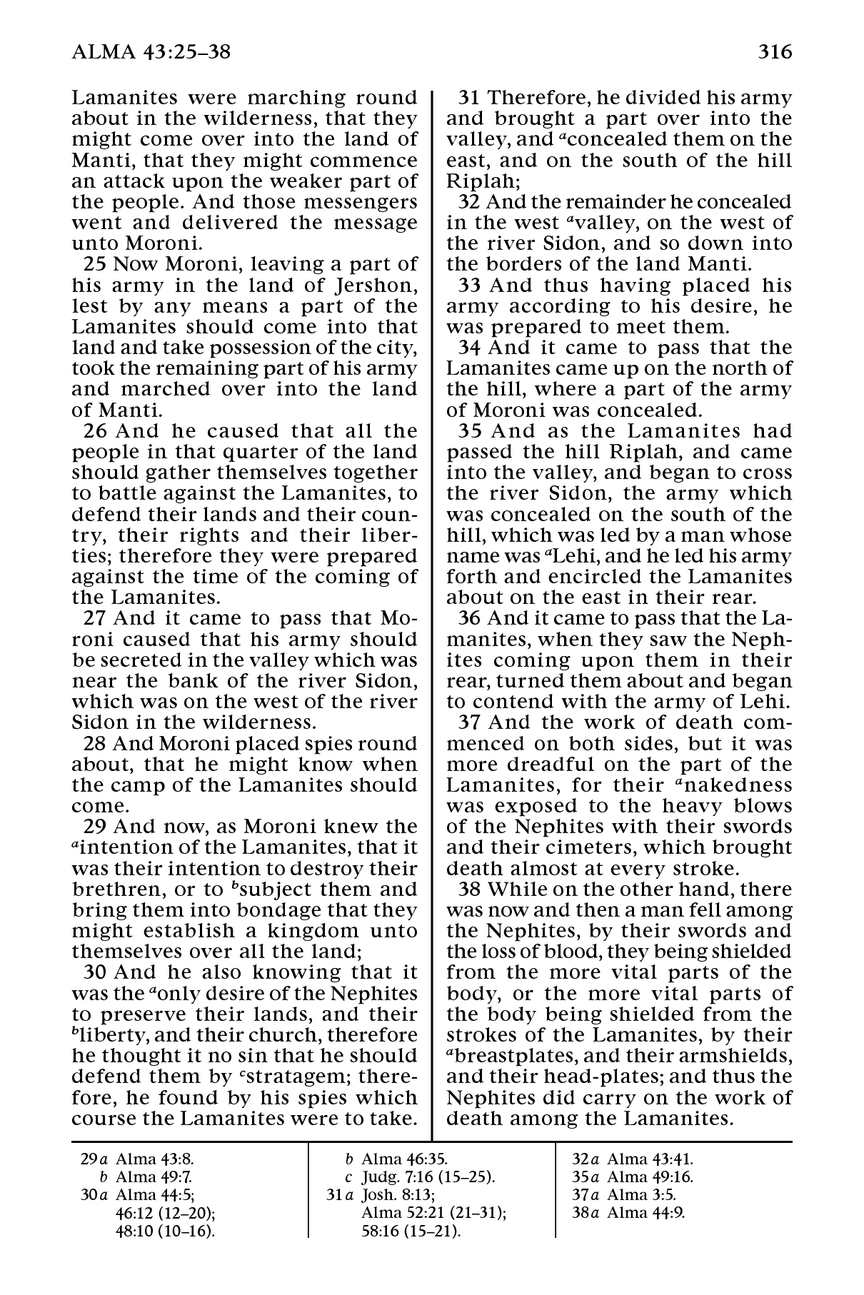 ALMA 43:25–38
316
Lamanites were marching round
about in the wilderness, that they
might come over into the land of
Manti, that they might commence
an attack upon the weaker part of
the people. And those messengers
went and delivered the message
unto Moroni.
25 Now Moroni, leaving a part of
his army in the land of Jershon,
lest by any means a part of the
Lamanites should come into that
land and take possession of the city,
took the remaining part of his army
and marched over into the land
of Manti.
26 And he caused that all the
people in that quarter of the land
should gather themselves together
to battle against the Lamanites, to
defend their lands and their coun-
try, their rights and their liber-
ties; therefore they were prepared
against the time of the coming of
the Lamanites.
27 And it came to pass that Mo-
roni caused that his army should
be secreted in the valley which was
near the bank of the river Sidon,
which was on the west of the river
Sidon in the wilderness.
28 And Moroni placed spies round
about, that he might know when
the camp of the Lamanites should
come.
29 And now, as Moroni knew the
aintention of the Lamanites, that it
was their intention to destroy their
brethren, or to bsubject them and
bring them into bondage that they
might establish a kingdom unto
themselves over all the land;
30 And he also knowing that it
was the aonly desire of the Nephites
to preserve their lands, and their
bliberty, and their church, therefore
he thought it no sin that he should
defend them by cstratagem; there-
fore, he found by his spies which
course the Lamanites were to take.
31 Therefore, he divided his army
and brought a part over into the
valley, and aconcealed them on the
east, and on the south of the hill
Riplah;
32 And the remainder he concealed
in the west avalley, on the west of
the river Sidon, and so down into
the borders of the land Manti.
33 And thus having placed his
army according to his desire, he
was prepared to meet them.
34 And it came to pass that the
Lamanites came up on the north of
the hill, where a part of the army
of Moroni was concealed.
35 And as the Lamanites had
passed the hill Riplah, and came
into the valley, and began to cross
the river Sidon, the army which
was concealed on the south of the
hill, which was led by a man whose
name was aLehi, and he led his army
forth and encircled the Lamanites
about on the east in their rear.
36 And it came to pass that the La-
manites, when they saw the Neph-
ites coming upon them in their
rear, turned them about and began
to contend with the army of Lehi.
37 And the work of death com-
menced on both sides, but it was
more dreadful on the part of the
Lamanites, for their anakedness
was exposed to the heavy blows
of the Nephites with their swords
and their cimeters, which brought
death almost at every stroke.
38 While on the other hand, there
was now and then a man fell among
the Nephites, by their swords and
the loss of blood, they being shielded
from the more vital parts of the
body, or the more vital parts of
the body being shielded from the
strokes of the Lamanites, by their
abreastplates, and their armshields,
and their head-plates; and thus the
Nephites did carry on the work of
death among the Lamanites.
29a Alma 43:8.
b Alma 49:7.
30a Alma 44:5;
46:12 (12–20);
48:10 (10–16).
b Alma 46:35.
c Judg. 7:16 (15–25).
31a Josh. 8:13;
Alma 52:21 (21–31);
58:16 (15–21).
32a Alma 43:41.
35a Alma 49:16.
37a Alma 3:5.
38a Alma 44:9.